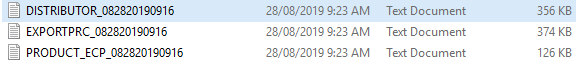 DISTRIBUTOR_082820190916 28/08/2019 9:23 AM Text Document 356 KB
EXPORTPRC_082820190916 28/08/2019 9:23 AM Text Document 374 KB
PRODUCT_ECP_082820190916 28/08/2019 9:23 AM Text Document 126 KB